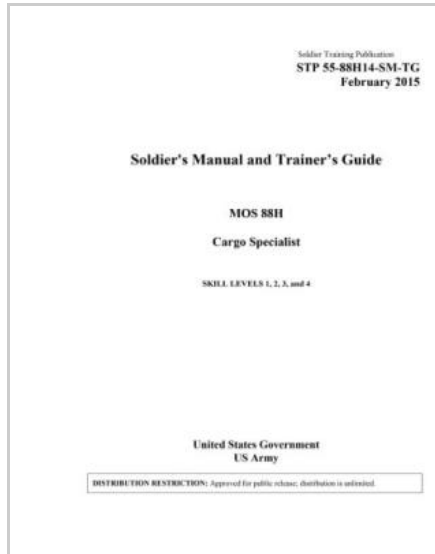 Soldier Training Publication
STP 55-88H14-SM-TG
February 2015
Soldier's Manual and Trainer's Guide
MOS 88H
Cargo Specialist
SKILL LEVELS 1, 2, 3, and 4
United States Government
US Army
DISTRIBUTION RESTRICTION: Approved for public release; distribution is unlimited.